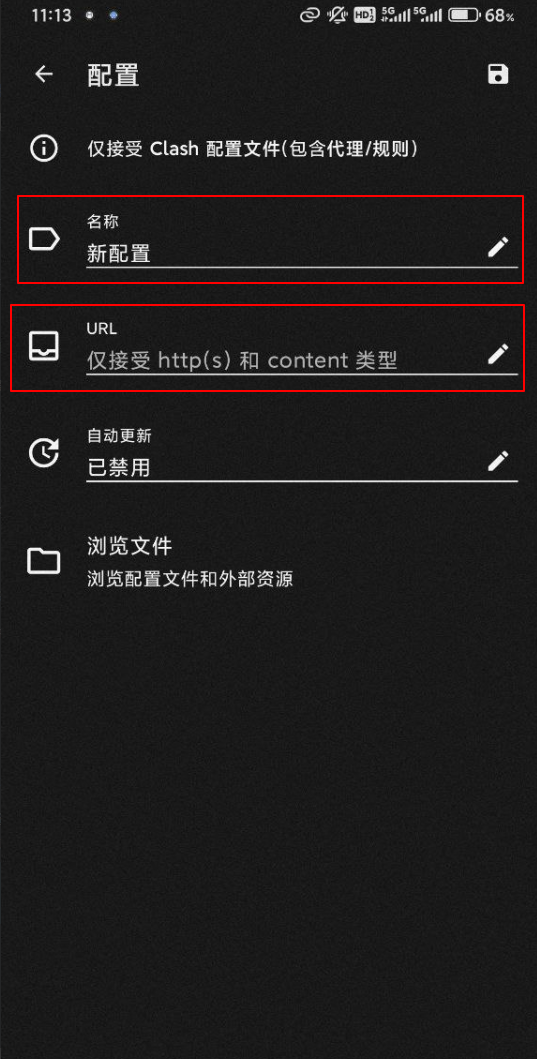 11:13
HD 1 2 5G 5G 68%
配置
仅接受 Clash 配置文件(包含代理/规则)
名称
新配置
URL
仅接受 http(s) 和 content 类型
自动更新
已禁用
浏览文件
浏览配置文件和外部资源